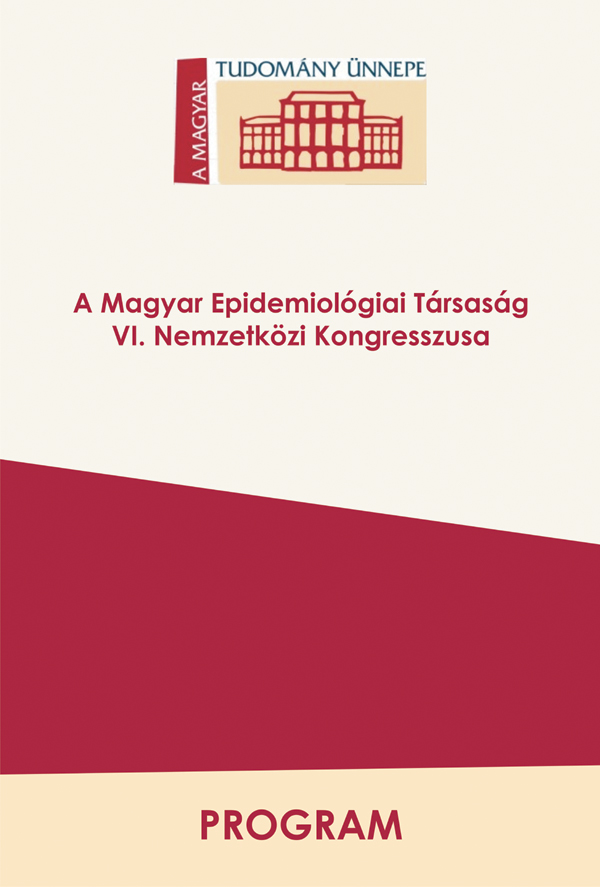 A MAGYAR
TUDOMÁNY ÜNNEPE
A Magyar Epidemiológiai Társaság
VI. Nemzetközi Kongresszusa
PROGRAM